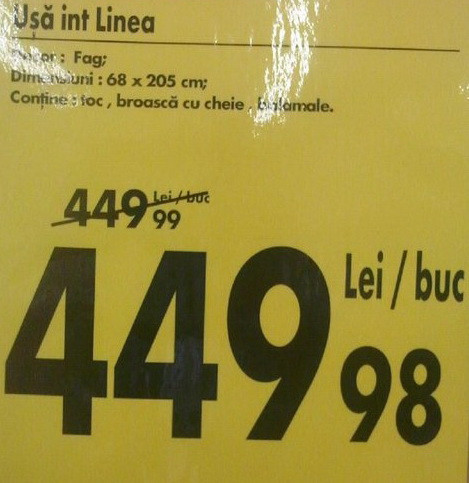 Ușă int Linea
Decor : Fag;
Dimensiuni : 68 x 205 cm;
Conține : toc , broască cu cheie , balamale.
449 99 Lei / buc
449 98 Lei / buc